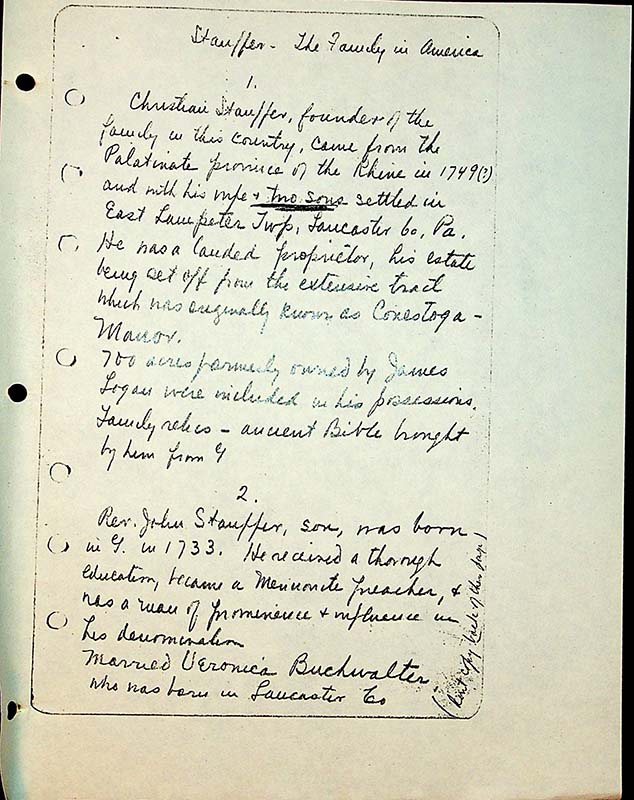 Stauffer - The Family in America
1.
Christian Stauffer, founder of the
family in this country, came from the
Palatinate province of the Rhine in 1749(?)
and with his wife + two sons settled in
East Lampeter Twp, Lancaster Co, Pa.
He was a landed proprietor, his estate
being set off from the extensive tract
which was originally known as Conestoga -
Manor.
700 acres formerly owned by James
Logan were included in his possessions.
Family relics - ancient Bible brought
by him from G
2.
Rev. John Stauffer, son, was born
in G. in 1733. He received a thorough
education, became a Mennonite preacher, +
was a man of prominence + influence in
his denomination
Married Veronica Buckwalter
who was born in Lancaster Co
copy back of this page)